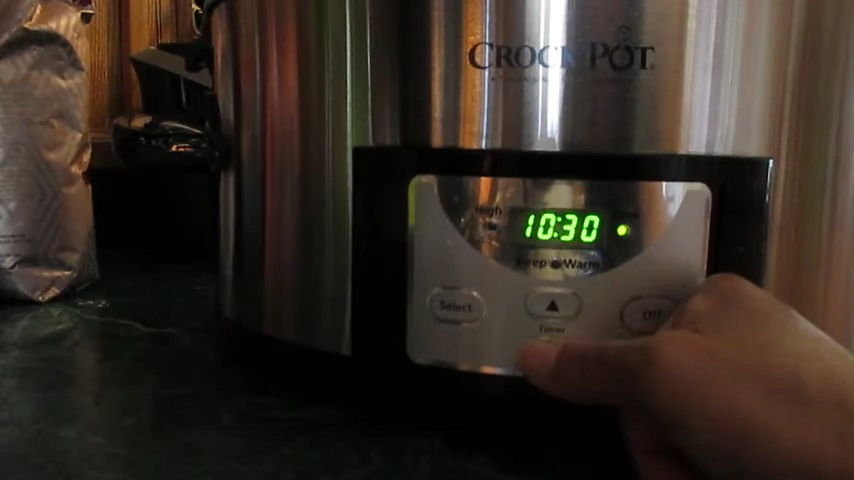 CROCK POT
High
10:30
Keep Warm
Select
Off
Timer